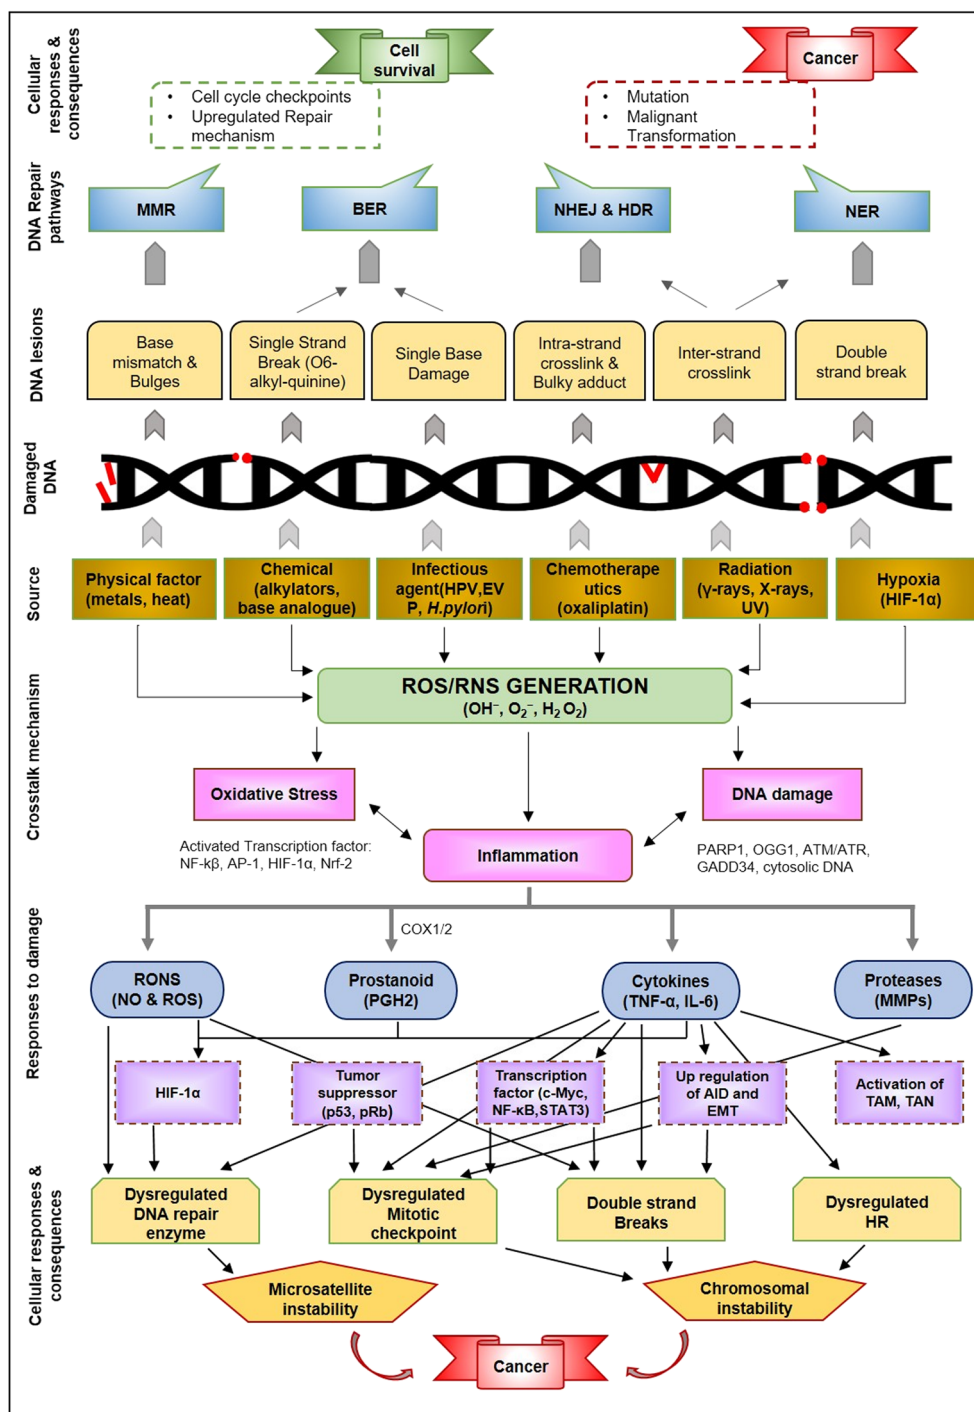 Cellular
responses &
consequences
Cell
survival
Cancer
• Cell cycle checkpoints
• Upregulated Repair
mechanism
• Mutation
• Malignant
Transformation
DNA Repair
pathways
MMR
BER
NHEJ & HDR
NER
DNA lesions
Base
mismatch &
Bulges
Single Strand
Break (O6-
alkyl-quinine)
Single Base
Damage
Intra-strand
crosslink &
Bulky adduct
Inter-strand
crosslink
Double
strand break
Damaged
DNA
Source
Physical factor
(metals, heat)
Chemical
(alkylators,
base analogue)
Infectious
agent(HPV,EV
P, H.pylori)
Chemotherape
utics
(oxaliplatin)
Radiation
(γ-rays, X-rays,
UV)
Hypoxia
(HIF-1α)
Crosstalk mechanism
ROS/RNS GENERATION
(OH⁻, O₂⁻, H₂O₂)
Oxidative Stress
DNA damage
Activated Transcription factor:
NF-kβ, AP-1, HIF-1α, Nrf-2
Inflammation
PARP1, OGG1, ATM/ATR,
GADD34, cytosolic DNA
Responses to damage
COX1/2
RONS
(NO & ROS)
Prostanoid
(PGH2)
Cytokines
(TNF-α, IL-6)
Proteases
(MMPs)
HIF-1α
Tumor
suppressor
(p53, pRb)
Transcription
factor (c-Myc,
NF-κB,STAT3)
Up regulation
of AID and
EMT
Activation of
TAM, TAN
Cellular responses &
consequences
Dysregulated
DNA repair
enzyme
Dysregulated
Mitotic
checkpoint
Double strand
Breaks
Dysregulated
HR
Microsatellite
instability
Chromosomal
instability
Cancer